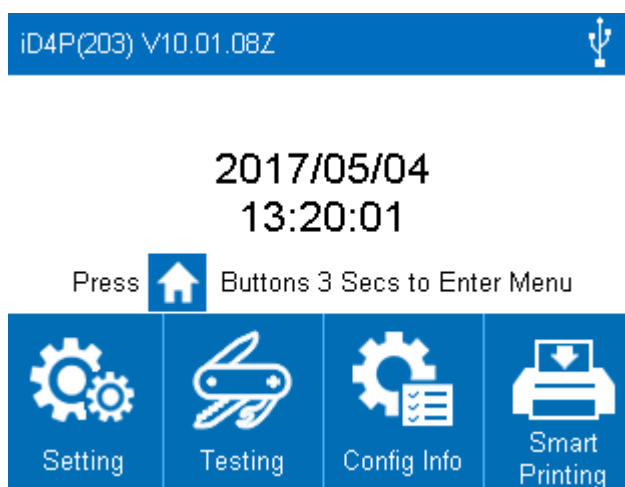 iD4P(203) V10.01.08Z
2017/05/04
13:20:01
Press Buttons 3 Secs to Enter Menu
Setting
Testing
Config Info
Smart
Printing